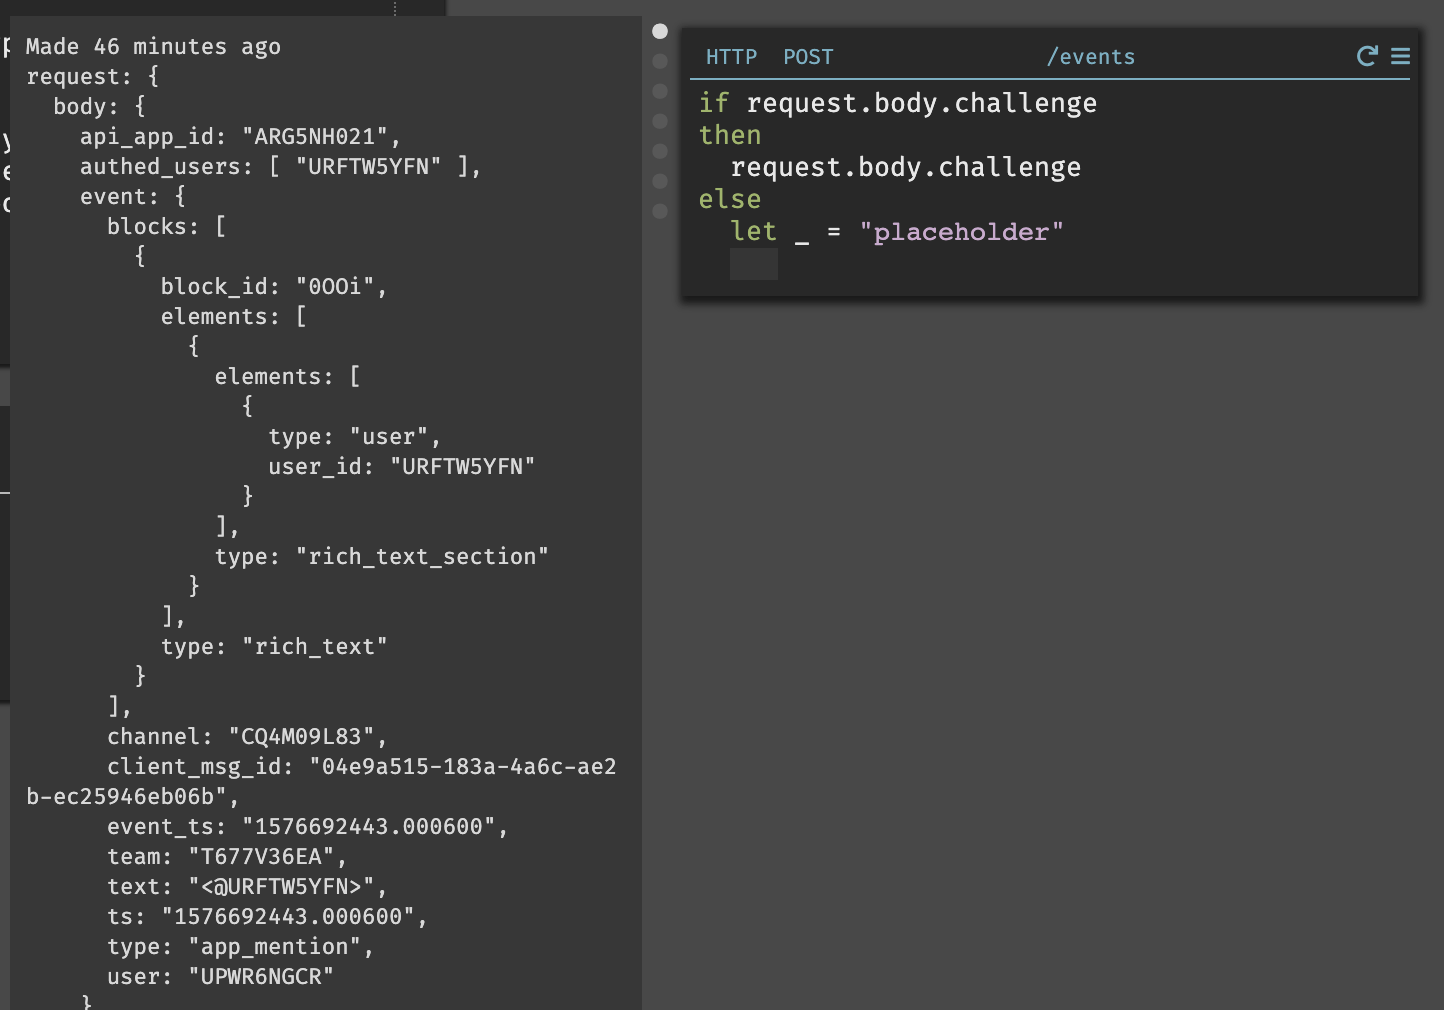 Made 46 minutes ago
request: {
  body: {
    api_app_id: "ARG5NH021",
    authed_users: [ "URFTW5YFN" ],
    event: {
      blocks: [
        {
          block_id: "0OOi",
          elements: [
            {
              elements: [
                {
                  type: "user",
                  user_id: "URFTW5YFN"
                }
              ],
              type: "rich_text_section"
            }
          ],
          type: "rich_text"
        }
      ],
      channel: "CQ4M09L83",
      client_msg_id: "04e9a515-183a-4a6c-ae2
b-ec25946eb06b",
      event_ts: "1576692443.000600",
      team: "T677V36EA",
      text: "<@URFTW5YFN>",
      ts: "1576692443.000600",
      type: "app_mention",
      user: "UPWR6NGCR"
    }
HTTP POST /events
if request.body.challenge
then
  request.body.challenge
else
  let _ = "placeholder"